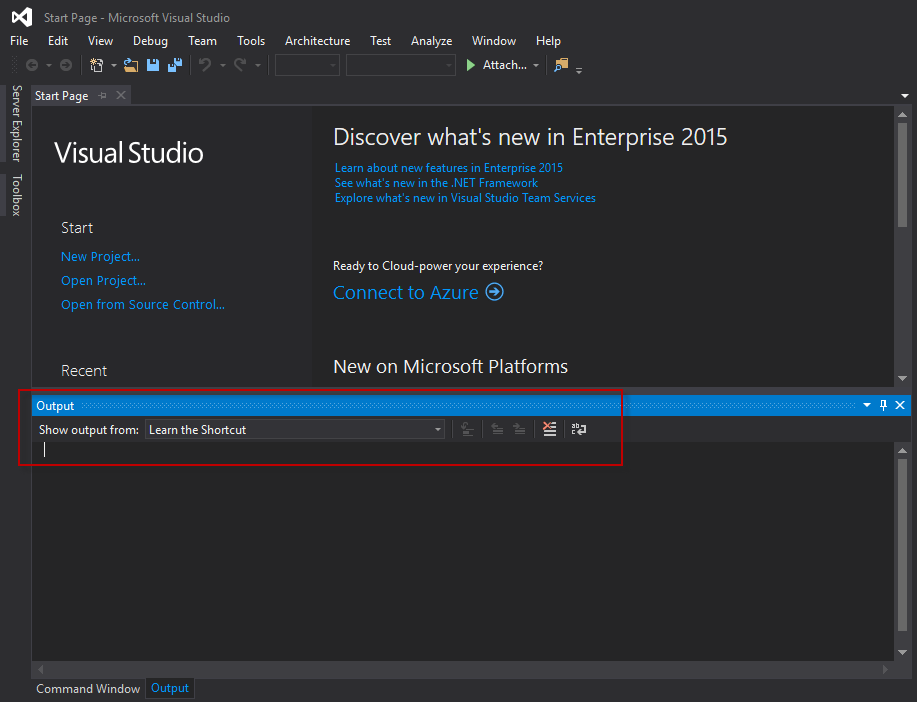 Start Page - Microsoft Visual Studio
File Edit View Debug Team Tools Architecture Test Analyze Window Help
Attach...
Server Explorer
Toolbox
Start Page
Visual Studio
Start
New Project...
Open Project...
Open from Source Control...
Recent
Discover what's new in Enterprise 2015
Learn about new features in Enterprise 2015
See what's new in the .NET Framework
Explore what's new in Visual Studio Team Services
Ready to Cloud-power your experience?
Connect to Azure
New on Microsoft Platforms
Output
Show output from: Learn the Shortcut
Command Window Output